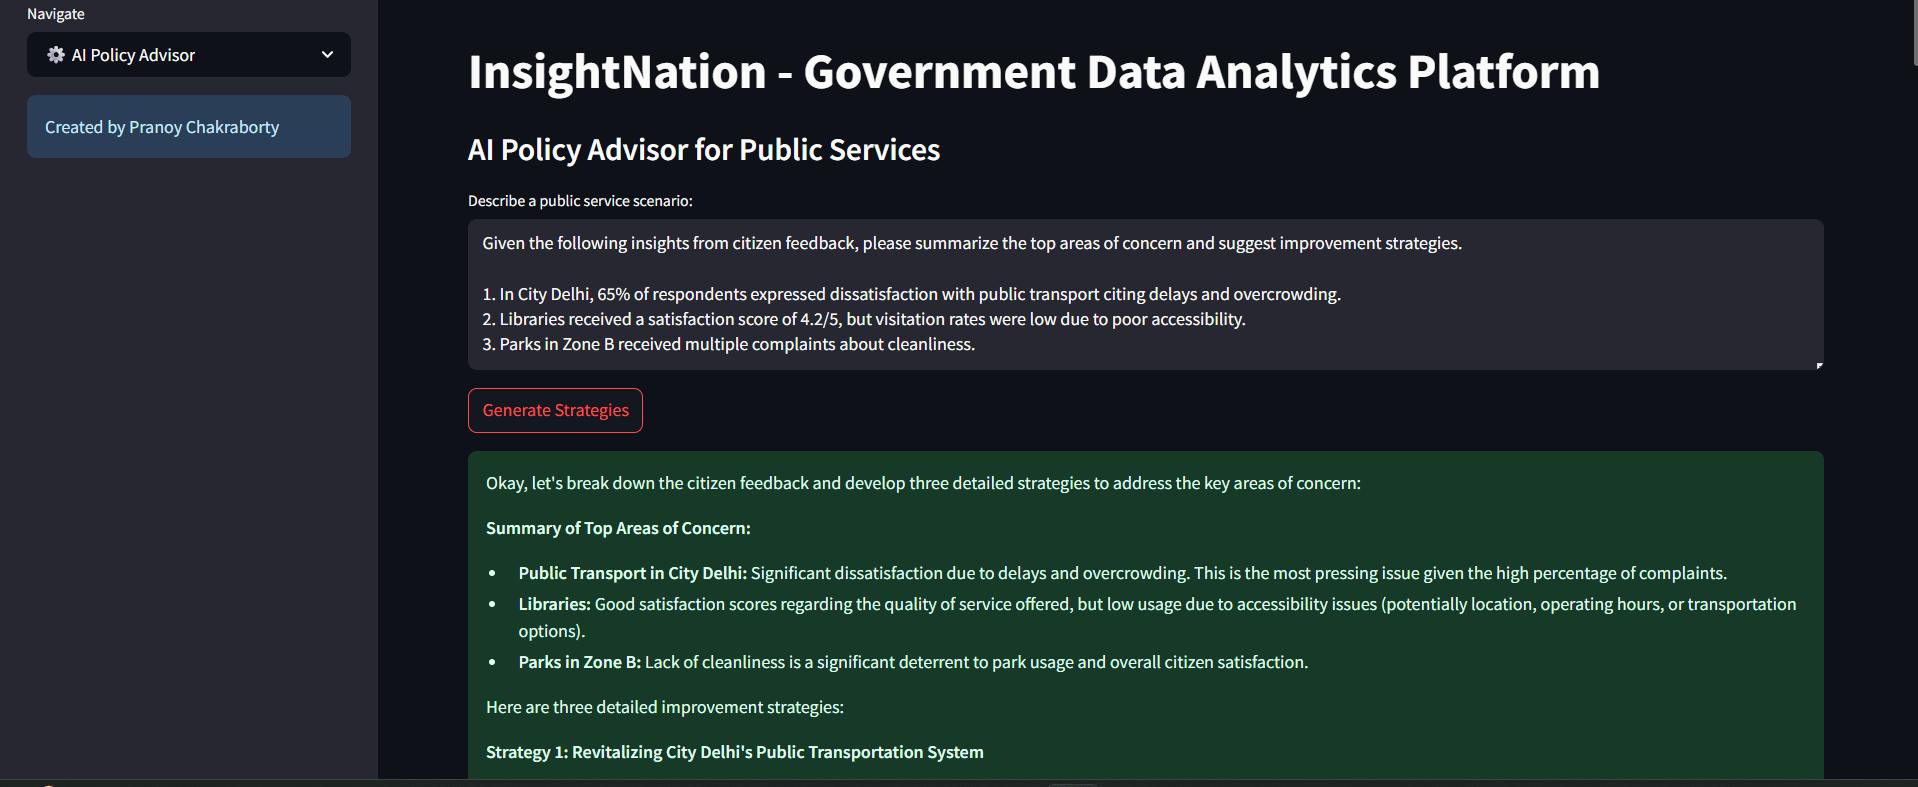 Navigate
AI Policy Advisor
Created by Pranoy Chakraborty
InsightNation - Government Data Analytics Platform
AI Policy Advisor for Public Services
Describe a public service scenario:
Given the following insights from citizen feedback, please summarize the top areas of concern and suggest improvement strategies.
1. In City Delhi, 65% of respondents expressed dissatisfaction with public transport citing delays and overcrowding.
2. Libraries received a satisfaction score of 4.2/5, but visitation rates were low due to poor accessibility.
3. Parks in Zone B received multiple complaints about cleanliness.
Generate Strategies
Okay, let's break down the citizen feedback and develop three detailed strategies to address the key areas of concern:
Summary of Top Areas of Concern:
• Public Transport in City Delhi: Significant dissatisfaction due to delays and overcrowding. This is the most pressing issue given the high percentage of complaints.
• Libraries: Good satisfaction scores regarding the quality of service offered, but low usage due to accessibility issues (potentially location, operating hours, or transportation
options).
• Parks in Zone B: Lack of cleanliness is a significant deterrent to park usage and overall citizen satisfaction.
Here are three detailed improvement strategies:
Strategy 1: Revitalizing City Delhi's Public Transportation System